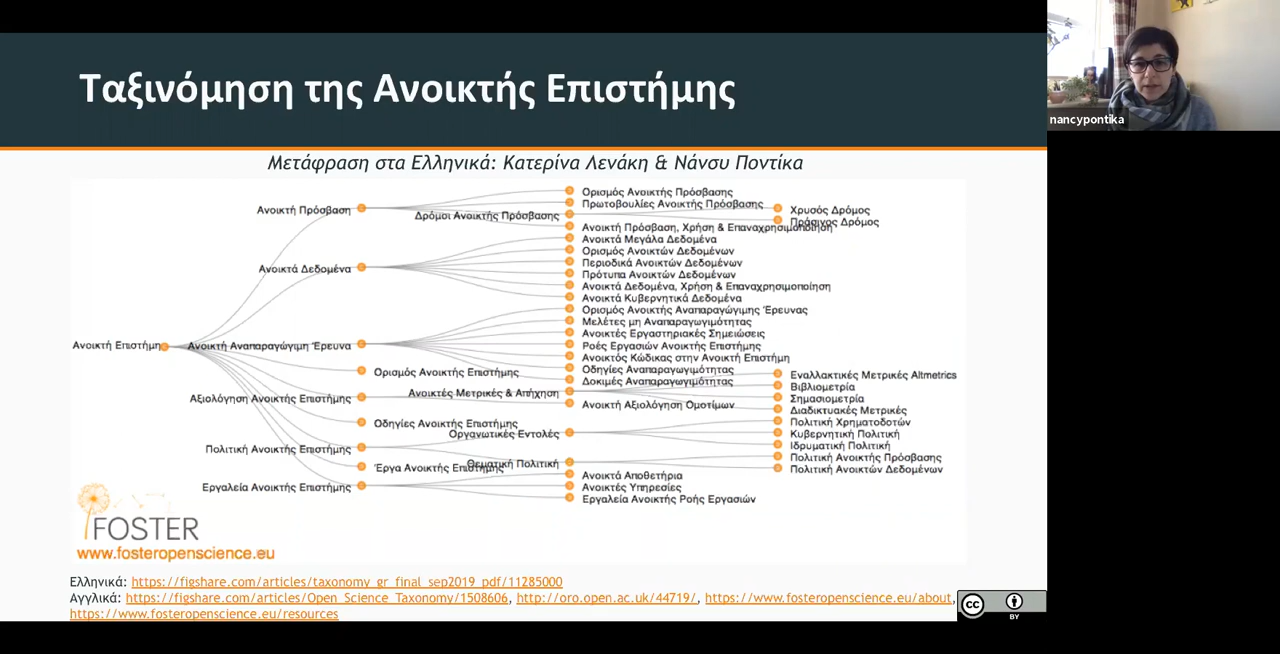 Ταξινόμηση της Ανοικτής Επιστήμης
nancypontika
Μετάφραση στα Ελληνικά: Κατερίνα Λενάκη & Νάνσυ Ποντίκα
Ορισμός Ανοικτής Πρόσβασης
Πρωτοβουλίες Ανοικτής Πρόσβασης
Ανοικτή Πρόσβαση
Χρυσός Δρόμος
Δρόμοι Ανοικτής Πρόσβασης
Πράσινος Δρόμος
Ανοικτή Πρόσβαση, Χρήση & Επαναχρησιμοποίηση
Ανοικτά Μεγάλα Δεδομένα
Ορισμός Ανοικτών Δεδομένων
Περιοδικά Ανοικτών Δεδομένων
Ανοικτά Δεδομένα
Πρότυπα Ανοικτών Δεδομένων
Ανοικτά Δεδομένα, Χρήση & Επαναχρησιμοποίηση
Ανοικτά Κυβερνητικά Δεδομένα
Ορισμός Ανοικτής Αναπαραγώγιμης Έρευνας
Μελέτες μη Αναπαραγωγιμότητας
Ανοικτές Εργαστηριακές Σημειώσεις
Ανοικτή Επιστήμη
Ανοικτή Αναπαραγώγιμη Έρευνα
Ροές Εργασιών Ανοικτής Επιστήμης
Ανοικτός Κώδικας στην Ανοικτή Επιστήμη
Οδηγίες Αναπαραγωγιμότητας
Ορισμός Ανοικτής Επιστήμης
Εναλλακτικές Μετρικές Altmetrics
Δοκιμές Αναπαραγωγιμότητας
Βιβλιομετρία
Ανοικτές Μετρικές & Απήχηση
Αξιολόγηση Ανοικτής Επιστήμης
Σημασιομετρία
Ανοικτή Αξιολόγηση Ομοτίμων
Διαδικτυακές Μετρικές
Οδηγίες Ανοικτής Επιστήμης
Πολιτική Χρηματοδοτών
Οργανωτικές Εντολές
Κυβερνητική Πολιτική
Ιδρυματική Πολιτική
Πολιτική Ανοικτής Επιστήμης
Πολιτική Ανοικτής Πρόσβασης
Θεματική Πολιτική
Έργα Ανοικτής Επιστήμης
Πολιτική Ανοικτών Δεδομένων
Ανοικτά Αποθετήρια
Εργαλεία Ανοικτής Επιστήμης
Ανοικτές Υπηρεσίες
Εργαλεία Ανοικτής Ροής Εργασιών
FOSTER
www.fosteropenscience.eu
Ελληνικά: https://figshare.com/articles/taxonomy_gr_final_sep2019_pdf/11285000
Αγγλικά: https://figshare.com/articles/Open_Science_Taxonomy/1508606, http://oro.open.ac.uk/44719/, https://www.fosteropenscience.eu/about,
https://www.fosteropenscience.eu/resources
cc
BY